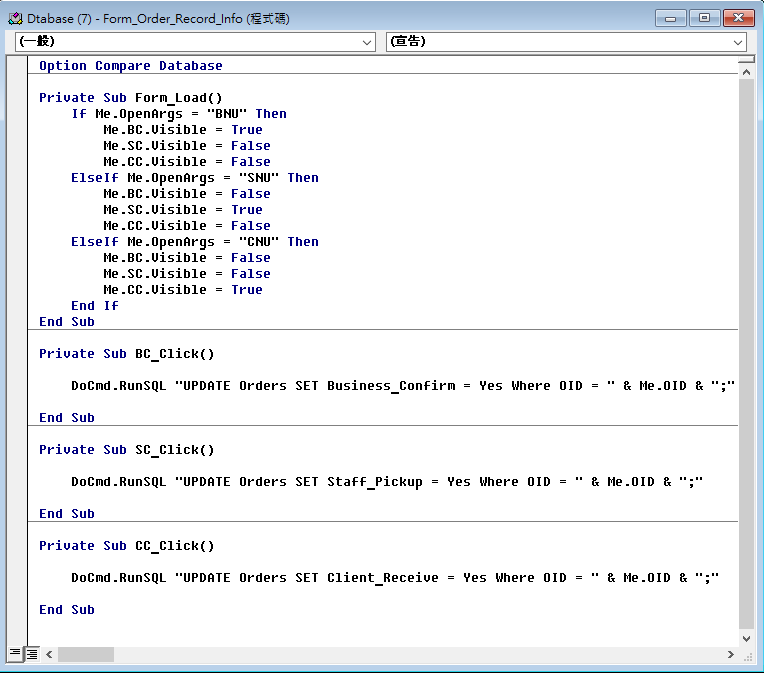 Dtabase (7) - Form_Order_Record_Info (程式碼)
(一般) (宣告)
Option Compare Database
Private Sub Form_Load()
If Me.OpenArgs = "BNU" Then
Me.BC.Visible = True
Me.SC.Visible = False
Me.CC.Visible = False
ElseIf Me.OpenArgs = "SNU" Then
Me.BC.Visible = False
Me.SC.Visible = True
Me.CC.Visible = False
ElseIf Me.OpenArgs = "CNU" Then
Me.BC.Visible = False
Me.SC.Visible = False
Me.CC.Visible = True
End If
End Sub
Private Sub BC_Click()
DoCmd.RunSQL "UPDATE Orders SET Business_Confirm = Yes Where OID = " & Me.OID & ";"
End Sub
Private Sub SC_Click()
DoCmd.RunSQL "UPDATE Orders SET Staff_Pickup = Yes Where OID = " & Me.OID & ";"
End Sub
Private Sub CC_Click()
DoCmd.RunSQL "UPDATE Orders SET Client_Receive = Yes Where OID = " & Me.OID & ";"
End Sub